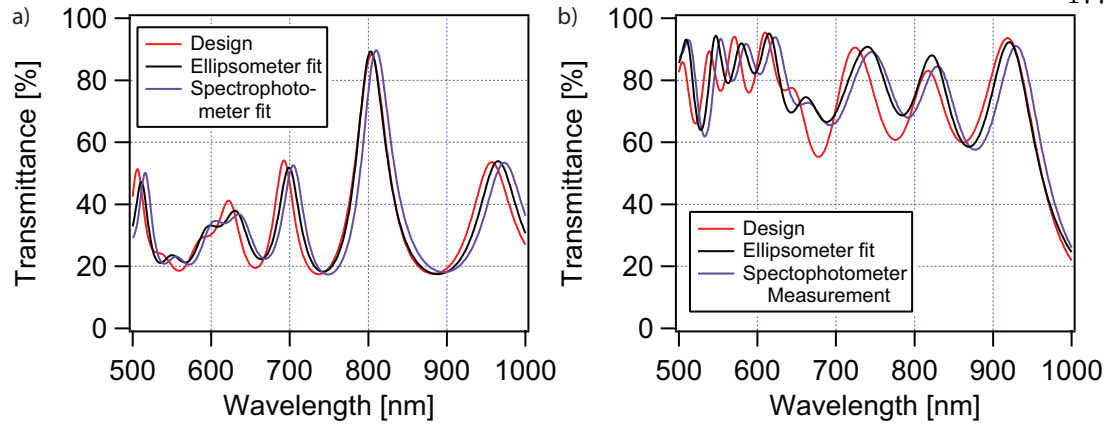 a)
100
80
60
40
20
0
Transmittance [%]
Design
Ellipsometer fit
Spectrophoto-
meter fit
500 600 700 800 900 1000
Wavelength [nm]
b)
100
80
60
40
20
0
Transmittance [%]
Design
Ellipsometer fit
Spectophotometer
Measurement
500 600 700 800 900 1000
Wavelength [nm]